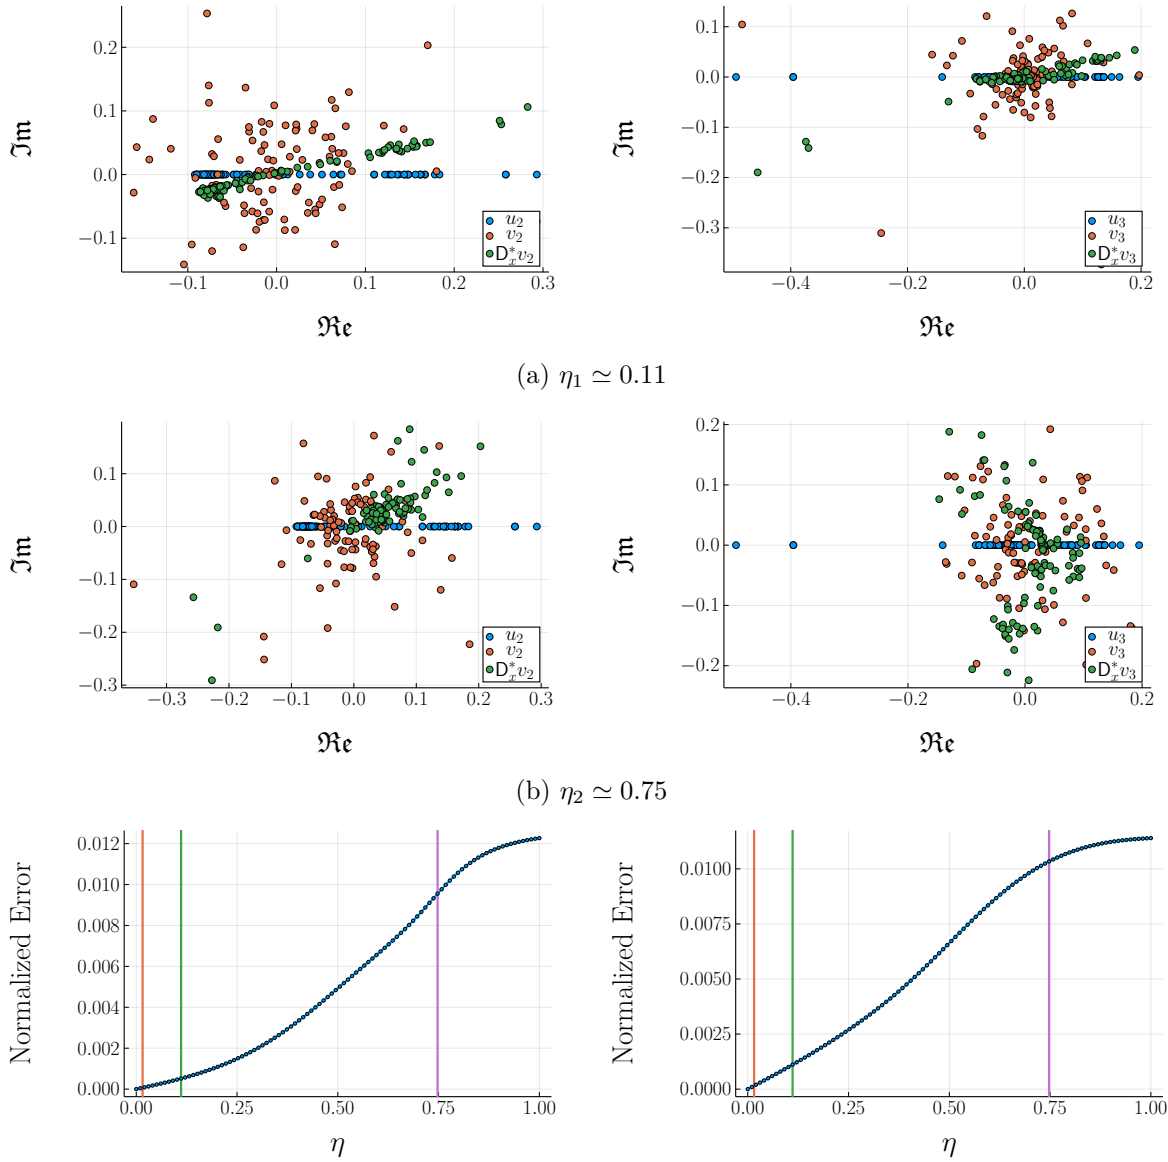 0.2
0.1
0.0
−0.1
−0.1
0.0
0.1
0.2
0.3
ℑm
ℜe
u₂
v₂
D*ₓv₂
0.1
0.0
−0.1
−0.2
−0.3
−0.4
−0.2
0.0
0.2
ℑm
ℜe
u₃
v₃
D*ₓv₃
(a) η₁ ≃ 0.11
0.1
0.0
−0.1
−0.2
−0.3
−0.3
−0.2
−0.1
0.0
0.1
0.2
0.3
ℑm
ℜe
u₂
v₂
D*ₓv₂
0.2
0.1
0.0
−0.1
−0.2
−0.4
−0.2
0.0
0.2
ℑm
ℜe
u₃
v₃
D*ₓv₃
(b) η₂ ≃ 0.75
0.012
0.010
0.008
0.006
0.004
0.002
0.000
0.00
0.25
0.50
0.75
1.00
Normalized Error
η
0.0100
0.0075
0.0050
0.0025
0.0000
0.00
0.25
0.50
0.75
1.00
Normalized Error
η